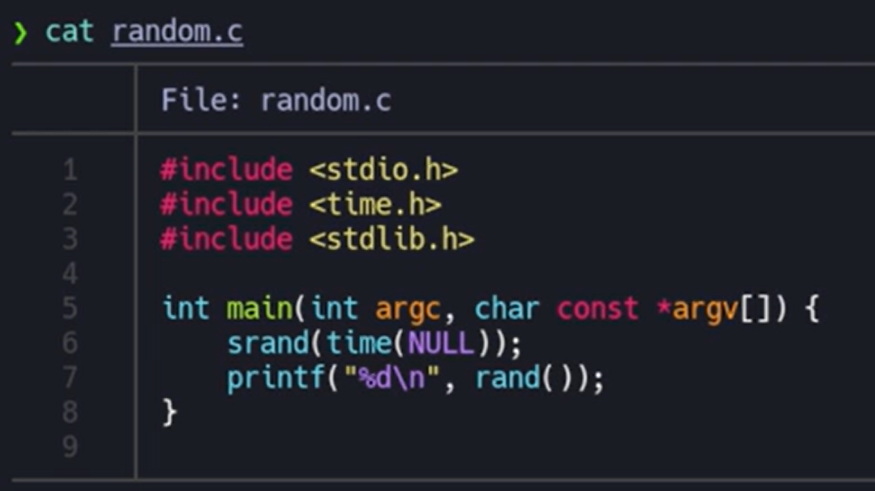 ❯ cat random.c
File: random.c
1 #include <stdio.h>
2 #include <time.h>
3 #include <stdlib.h>
4
5 int main(int argc, char const *argv[]) {
6     srand(time(NULL));
7     printf("%d\n", rand());
8 }
9